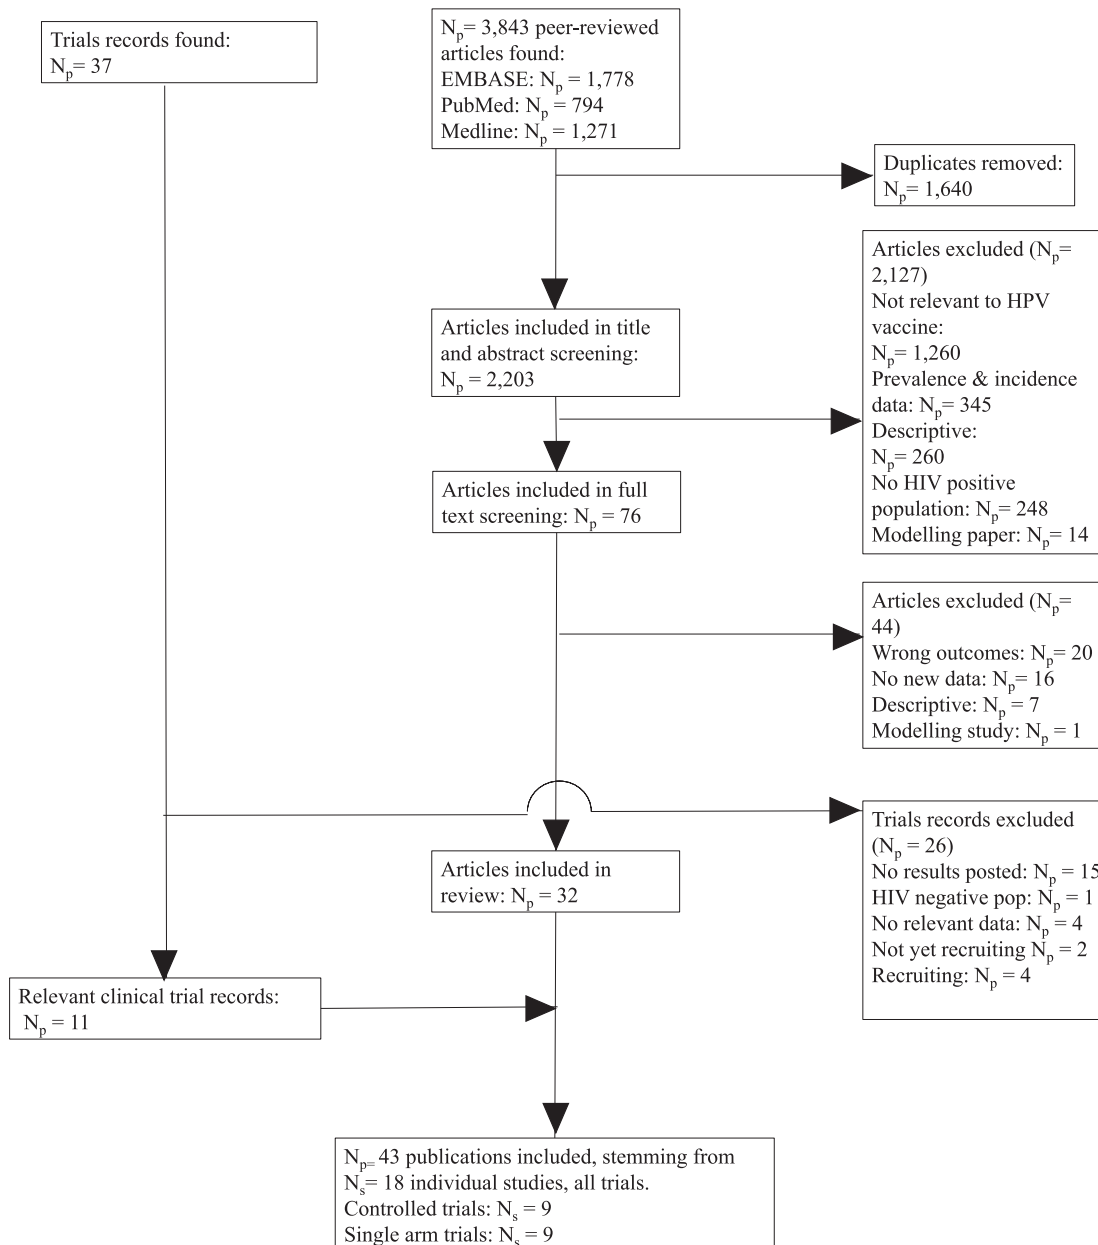 Trials records found:
Np= 37
Np= 3,843 peer-reviewed
articles found:
EMBASE: Np = 1,778
PubMed: Np = 794
Medline: Np = 1,271
Duplicates removed:
Np= 1,640
Articles excluded (Np=
2,127)
Not relevant to HPV
vaccine:
Np= 1,260
Prevalence & incidence
data: Np= 345
Descriptive:
Np= 260
No HIV positive
population: Np= 248
Modelling paper: Np= 14
Articles included in title
and abstract screening:
Np = 2,203
Articles included in full
text screening: Np = 76
Articles excluded (Np=
44)
Wrong outcomes: Np= 20
No new data: Np= 16
Descriptive: Np = 7
Modelling study: Np = 1
Trials records excluded
(Np = 26)
No results posted: Np = 15
HIV negative pop: Np = 1
No relevant data: Np = 4
Not yet recruiting Np = 2
Recruiting: Np = 4
Articles included in
review: Np = 32
Relevant clinical trial records:
Np = 11
Np= 43 publications included, stemming from
Ns= 18 individual studies, all trials.
Controlled trials: Ns = 9
Single arm trials: Ns = 9